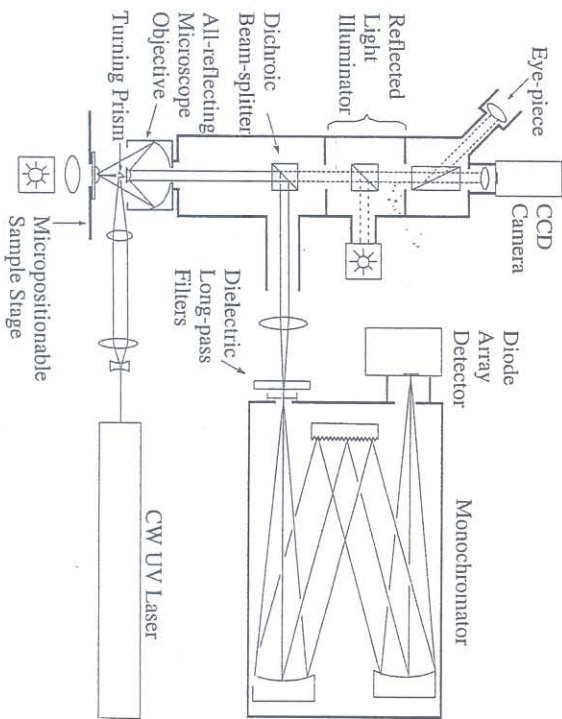 Eye-piece
Reflected
Light
Illuminator
Dichroic
Beam-splitter
All-reflecting
Microscope
Objective
Turning Prism
CCD
Camera
Diode
Array
Detector
Dielectric
Long-pass
Filters
Micropositionable
Sample Stage
Monochromator
CW UV Laser